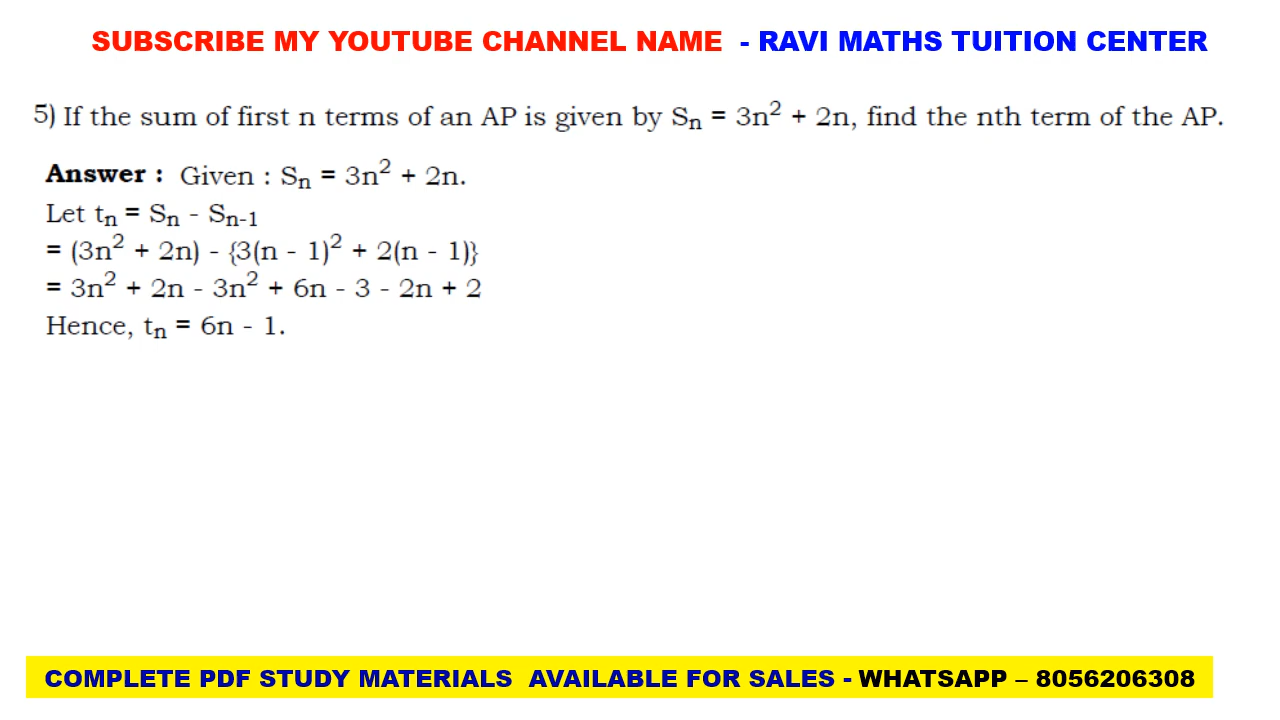 SUBSCRIBE MY YOUTUBE CHANNEL NAME - RAVI MATHS TUITION CENTER
5) If the sum of first n terms of an AP is given by Sₙ = 3n² + 2n, find the nth term of the AP.
Answer : Given : Sₙ = 3n² + 2n.
Let tₙ = Sₙ - Sₙ₋₁
= (3n² + 2n) - {3(n - 1)² + 2(n - 1)}
= 3n² + 2n - 3n² + 6n - 3 - 2n + 2
Hence, tₙ = 6n - 1.
COMPLETE PDF STUDY MATERIALS AVAILABLE FOR SALES - WHATSAPP – 8056206308